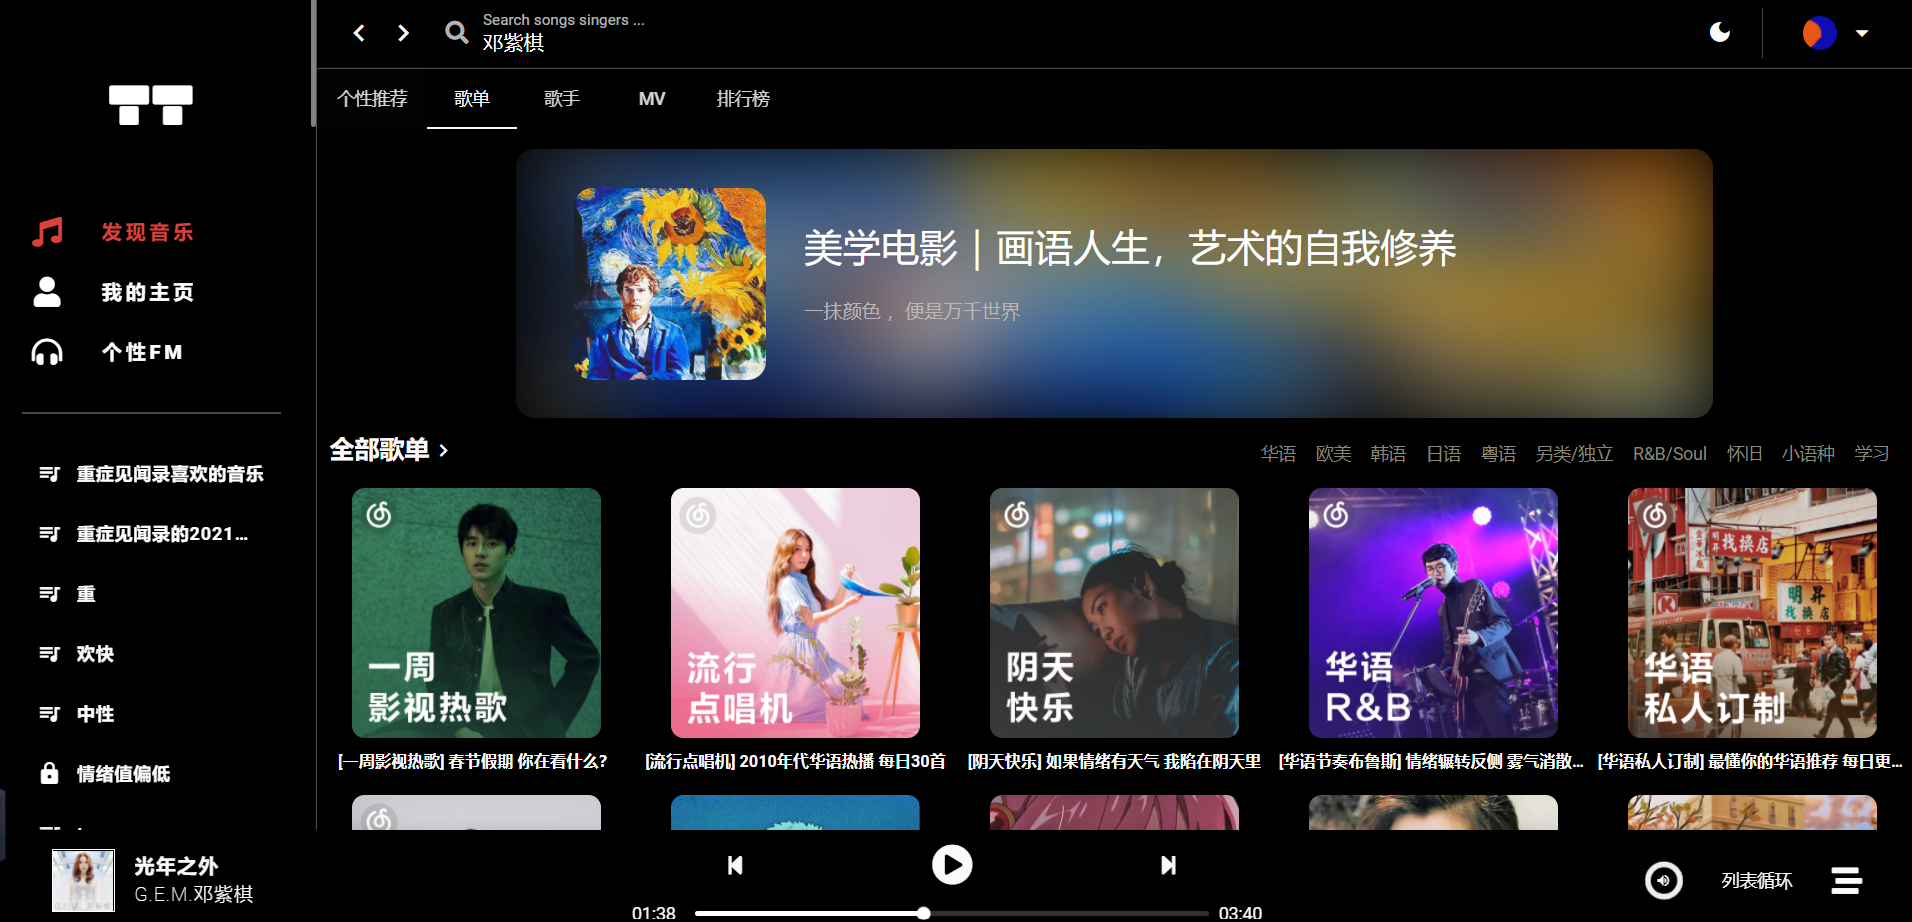 Search songs singers ...
邓紫棋
个性推荐
歌单
歌手
MV
排行榜
发现音乐
我的主页
个性FM
美学电影｜画语人生，艺术的自我修养
一抹颜色 ，便是万千世界
全部歌单 ›
华语 欧美 韩语 日语 粤语 另类/独立 R&B/Soul 怀旧 小语种 学习
重症见闻录喜欢的音乐
重症见闻录的2021...
重
欢快
中性
情绪值偏低
一周
影视热歌
流行
点唱机
阴天
快乐
华语
R&B
明昇找换店
明昇
找换店
华语
私人订制
[一周影视热歌] 春节假期 你在看什么?
[流行点唱机] 2010年代华语热播 每日30首
[阴天快乐] 如果情绪有天气 我陷在阴天里
[华语节奏布鲁斯] 情绪辗转反侧 雾气消散...
[华语私人订制] 最懂你的华语推荐 每日更...
光年之外
G.E.M.邓紫棋
01:38
03:40
列表循环